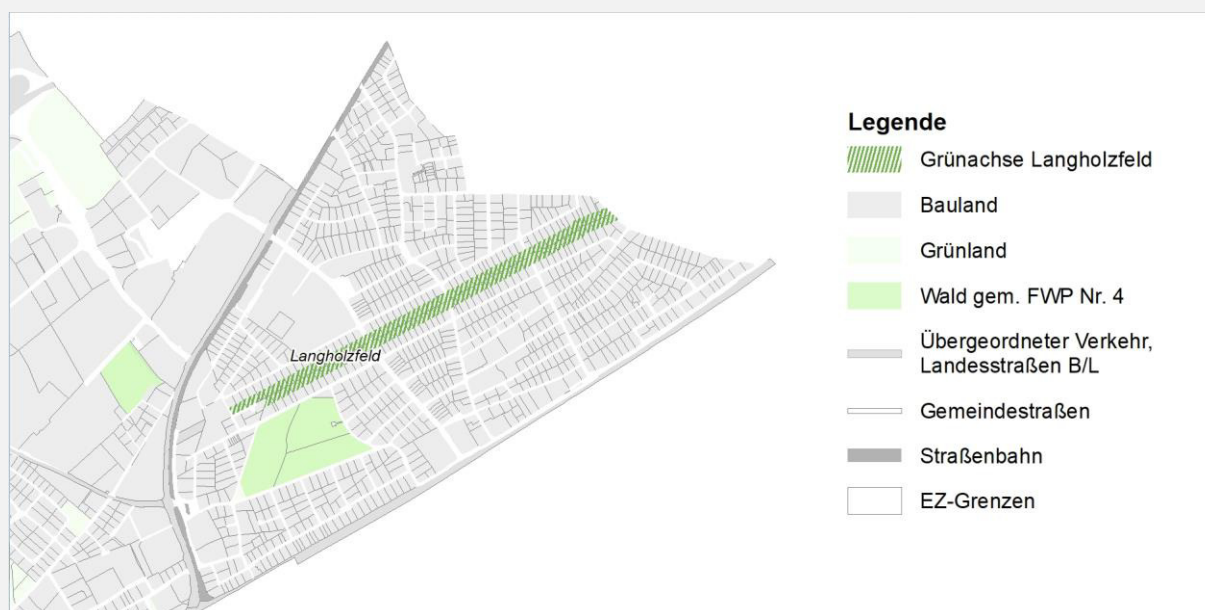 Langholzfeld
Legende
Grünachse Langholzfeld
Bauland
Grünland
Wald gem. FWP Nr. 4
Übergeordneter Verkehr,
Landesstraßen B/L
Gemeindestraßen
Straßenbahn
EZ-Grenzen